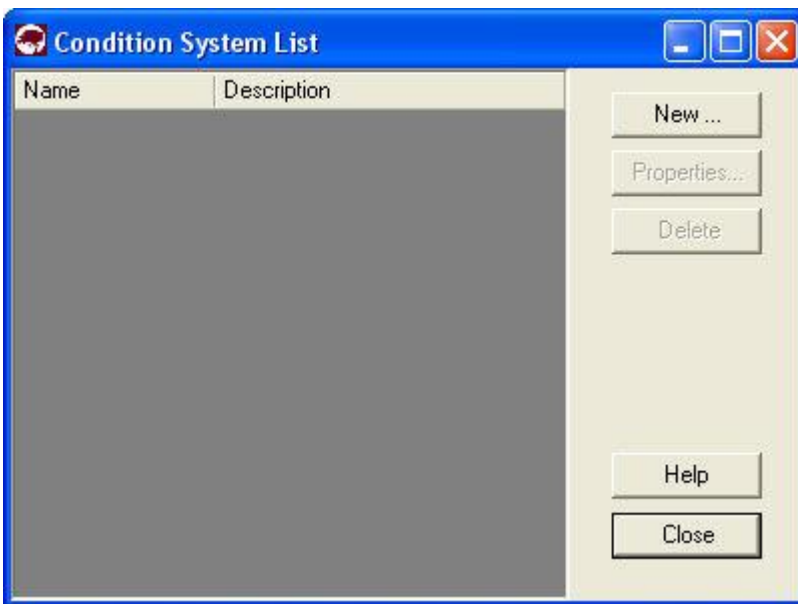 Condition System List
Name Description
New ...
Properties...
Delete
Help
Close